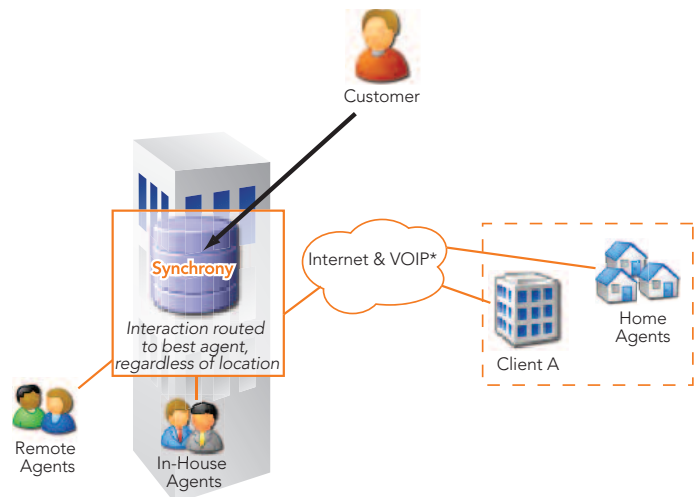 Customer
Synchrony
Interaction routed
to best agent,
regardless of location
Internet & VOIP*
Home
Agents
Client A
Remote
Agents
In-House
Agents